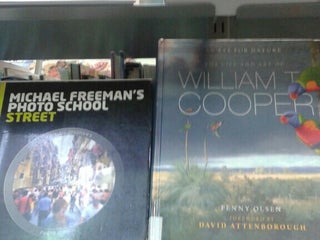 MICHAEL FREEMAN'S
PHOTO SCHOOL
STREET
AN EYE FOR NATURE
THE LIFE AND ART OF
WILLIAM T.
COOPER
PENNY OLSEN
FOREWORD BY
DAVID ATTENBOROUGH